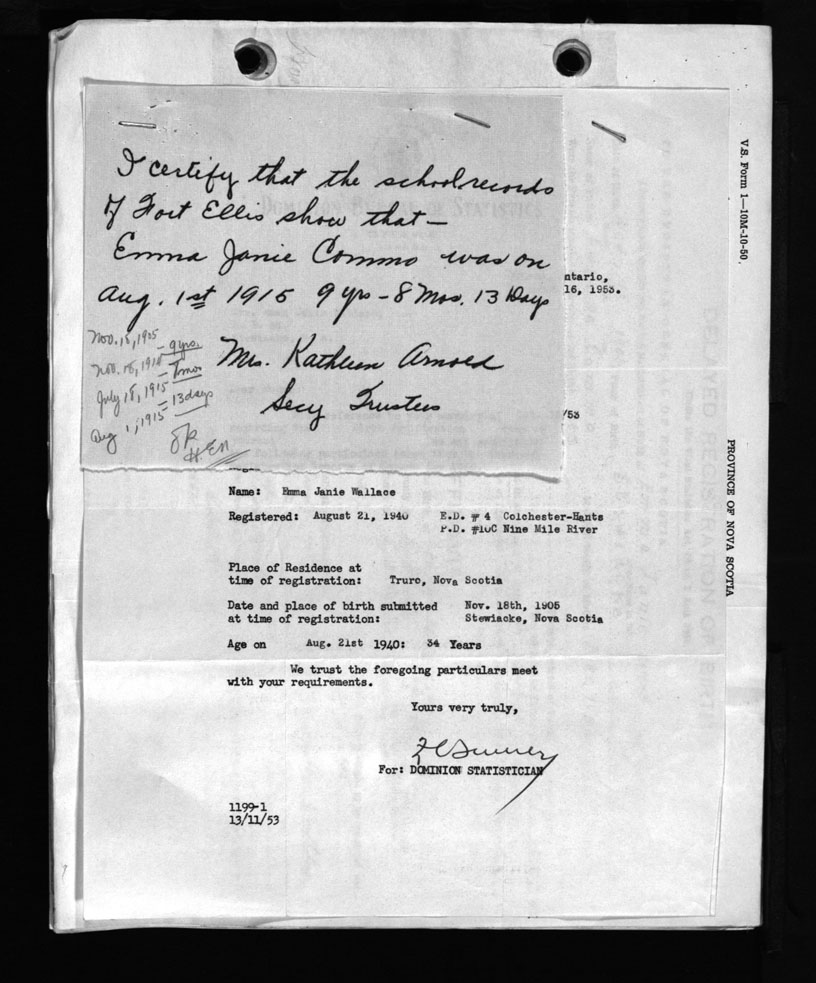 I certify that the school records
of Fort Ellis show that —
Emma Janie Commo was on
Aug. 1st 1915 9 yrs - 8 Mos. 13 Days
Mrs. Kathleen Arnold
Secy Trustees
Nov. 18, 1905
- 9 yrs.
Nov. 18, 1914
- 8 mos
July 18, 1915
= 13 days
Aug 1, 1915
OK
DOMINION BUREAU OF STATISTICS
ntario,
16, 1953.
/53
Name: Emma Janie Wallace
Registered: August 21, 1940 E.D. # 4 Colchester-Hants
P.D. #10C Nine Mile River
Place of Residence at
time of registration: Truro, Nova Scotia
Date and place of birth submitted Nov. 18th, 1905
at time of registration: Stewiacke, Nova Scotia
Age on Aug. 21st 1940: 34 Years
We trust the foregoing particulars meet
with your requirements.
Yours very truly,
For: DOMINION STATISTICIAN
1199-1
13/11/53
V.S. Form 1—10M-10-50.
PROVINCE OF NOVA SCOTIA
DELAYED REGISTRATION OF BIRTH